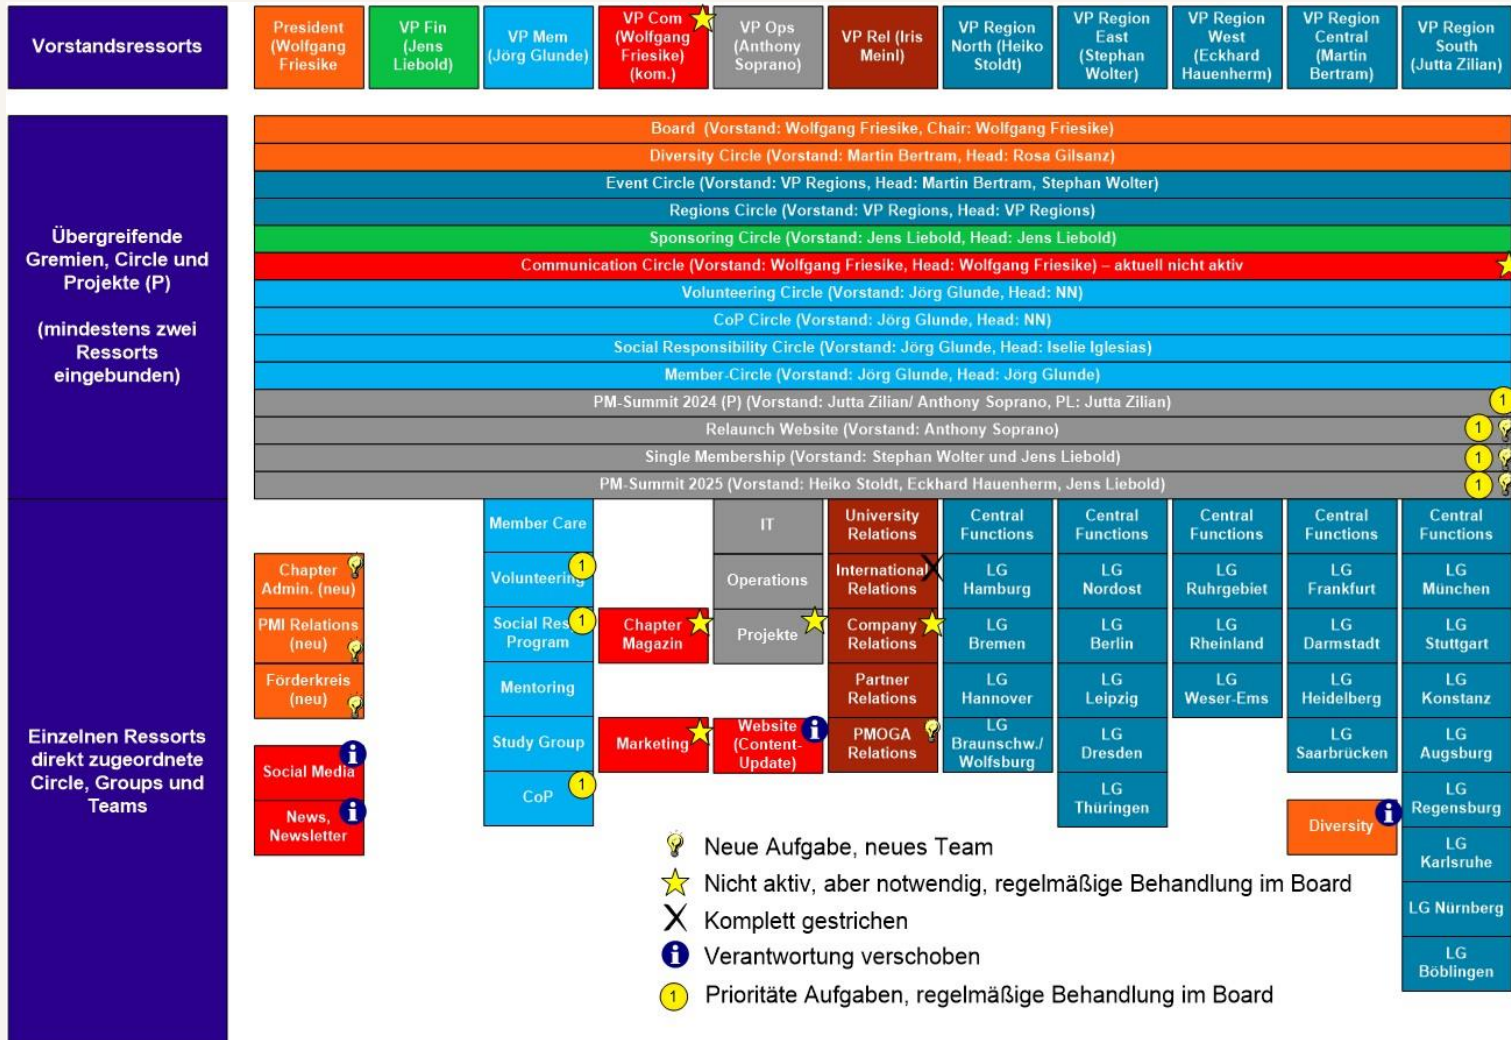 Vorstandsressorts
President
(Wolfgang
Friesike
VP Fin
(Jens
Liebold)
VP Mem
(Jörg Glunde)
VP Com
(Wolfgang
Friesike)
(kom.)
VP Ops
(Anthony
Soprano)
VP Rel (Iris
Meinl)
VP Region
North (Heiko
Stoldt)
VP Region
East
(Stephan
Wolter)
VP Region
West
(Eckhard
Hauenherm)
VP Region
Central
(Martin
Bertram)
VP Region
South
(Jutta Zilian)
Übergreifende
Gremien, Circle und
Projekte (P)
(mindestens zwei
Ressorts
eingebunden)
Board (Vorstand: Wolfgang Friesike, Chair: Wolfgang Friesike)
Diversity Circle (Vorstand: Martin Bertram, Head: Rosa Gilsanz)
Event Circle (Vorstand: VP Regions, Head: Martin Bertram, Stephan Wolter)
Regions Circle (Vorstand: VP Regions, Head: VP Regions)
Sponsoring Circle (Vorstand: Jens Liebold, Head: Jens Liebold)
Communication Circle (Vorstand: Wolfgang Friesike, Head: Wolfgang Friesike) – aktuell nicht aktiv
Volunteering Circle (Vorstand: Jörg Glunde, Head: NN)
CoP Circle (Vorstand: Jörg Glunde, Head: NN)
Social Responsibility Circle (Vorstand: Jörg Glunde, Head: Iselie Iglesias)
Member-Circle (Vorstand: Jörg Glunde, Head: Jörg Glunde)
PM-Summit 2024 (P) (Vorstand: Jutta Zilian/ Anthony Soprano, PL: Jutta Zilian)
1
Relaunch Website (Vorstand: Anthony Soprano)
1
Single Membership (Vorstand: Stephan Wolter und Jens Liebold)
1
PM-Summit 2025 (Vorstand: Heiko Stoldt, Eckhard Hauenherm, Jens Liebold)
1
Einzelnen Ressorts
direkt zugeordnete
Circle, Groups und
Teams
Chapter
Admin. (neu)
PMI Relations
(neu)
Förderkreis
(neu)
Social Media
i
News,
Newsletter
i
Member Care
Volunteering
1
Social Res
Program
1
Mentoring
Study Group
CoP
1
Chapter
Magazin
Marketing
IT
Operations
Projekte
Website
(Content-
Update)
i
University
Relations
International
Relations
Company
Relations
Partner
Relations
PMOGA
Relations
Central
Functions
LG
Hamburg
LG
Bremen
LG
Hannover
LG
Braunschw./
Wolfsburg
Central
Functions
LG
Nordost
LG
Berlin
LG
Leipzig
LG
Dresden
LG
Thüringen
Central
Functions
LG
Ruhrgebiet
LG
Rheinland
LG
Weser-Ems
Central
Functions
LG
Frankfurt
LG
Darmstadt
LG
Heidelberg
LG
Saarbrücken
Diversity
i
Central
Functions
LG
München
LG
Stuttgart
LG
Konstanz
LG
Augsburg
LG
Regensburg
LG
Karlsruhe
LG Nürnberg
LG
Böblingen
Neue Aufgabe, neues Team
Nicht aktiv, aber notwendig, regelmäßige Behandlung im Board
Komplett gestrichen
i Verantwortung verschoben
1 Prioritäte Aufgaben, regelmäßige Behandlung im Board